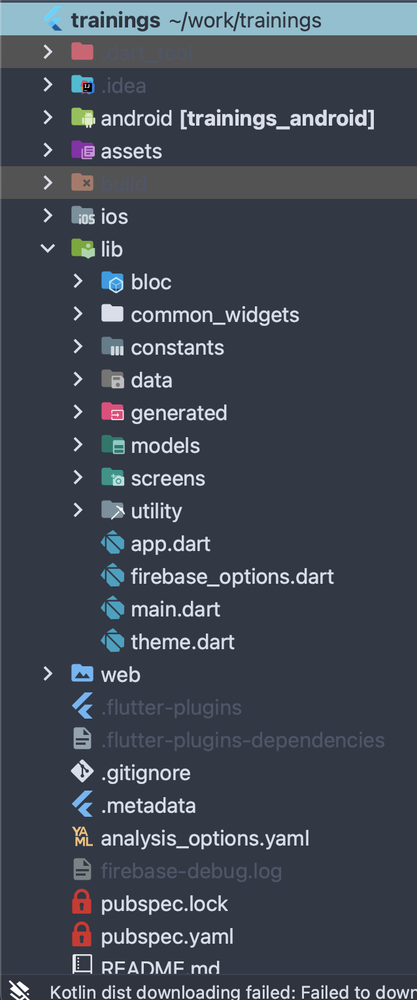 trainings ~/work/trainings
.dart_tool
.idea
android [trainings_android]
assets
build
ios
lib
bloc
common_widgets
constants
data
generated
models
screens
utility
app.dart
firebase_options.dart
main.dart
theme.dart
web
.flutter-plugins
.flutter-plugins-dependencies
.gitignore
.metadata
YAML analysis_options.yaml
firebase-debug.log
pubspec.lock
pubspec.yaml
README.md
Kotlin dist downloading failed: Failed to down